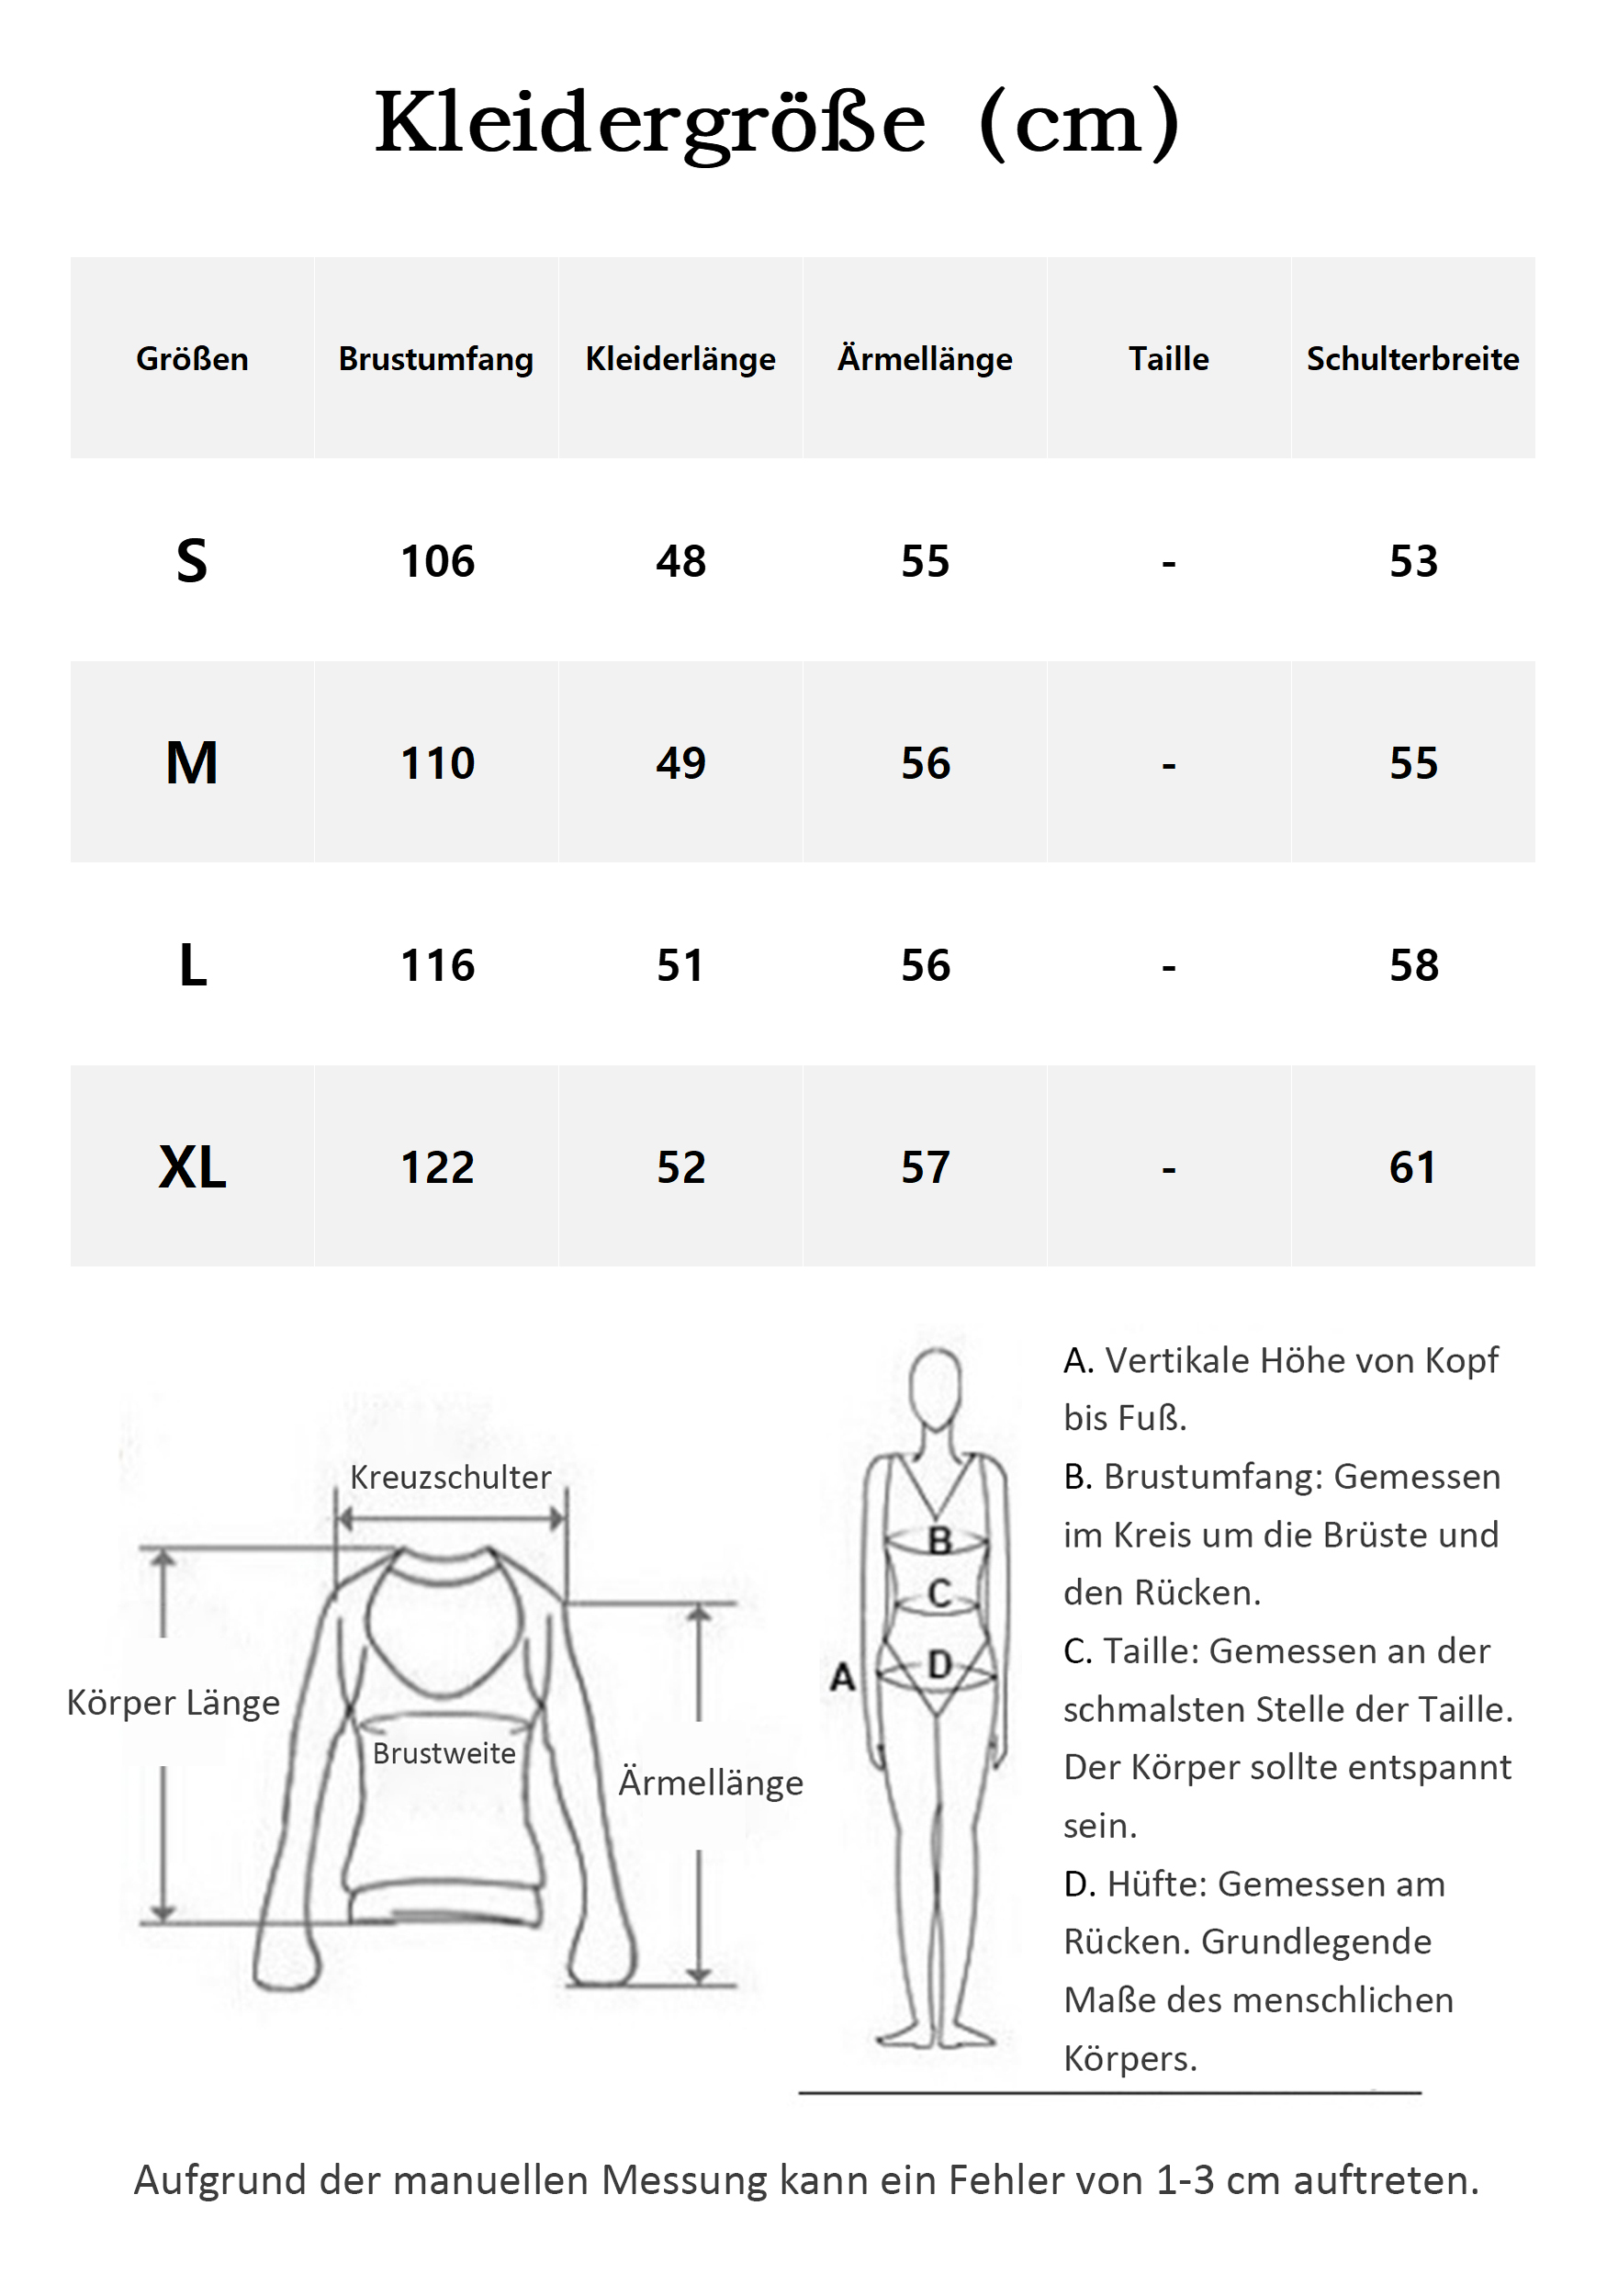 Kleidergröße (cm)
Größen Brustumfang Kleiderlänge Ärmellänge Taille Schulterbreite
S 106 48 55 - 53
M 110 49 56 - 55
L 116 51 56 - 58
XL 122 52 57 - 61
Kreuzschulter
Körper Länge
Brustweite
Ärmellänge
A
B
C
D
A. Vertikale Höhe von Kopf
bis Fuß.
B. Brustumfang: Gemessen
im Kreis um die Brüste und
den Rücken.
C. Taille: Gemessen an der
schmalsten Stelle der Taille.
Der Körper sollte entspannt
sein.
D. Hüfte: Gemessen am
Rücken. Grundlegende
Maße des menschlichen
Körpers.
Aufgrund der manuellen Messung kann ein Fehler von 1-3 cm auftreten.